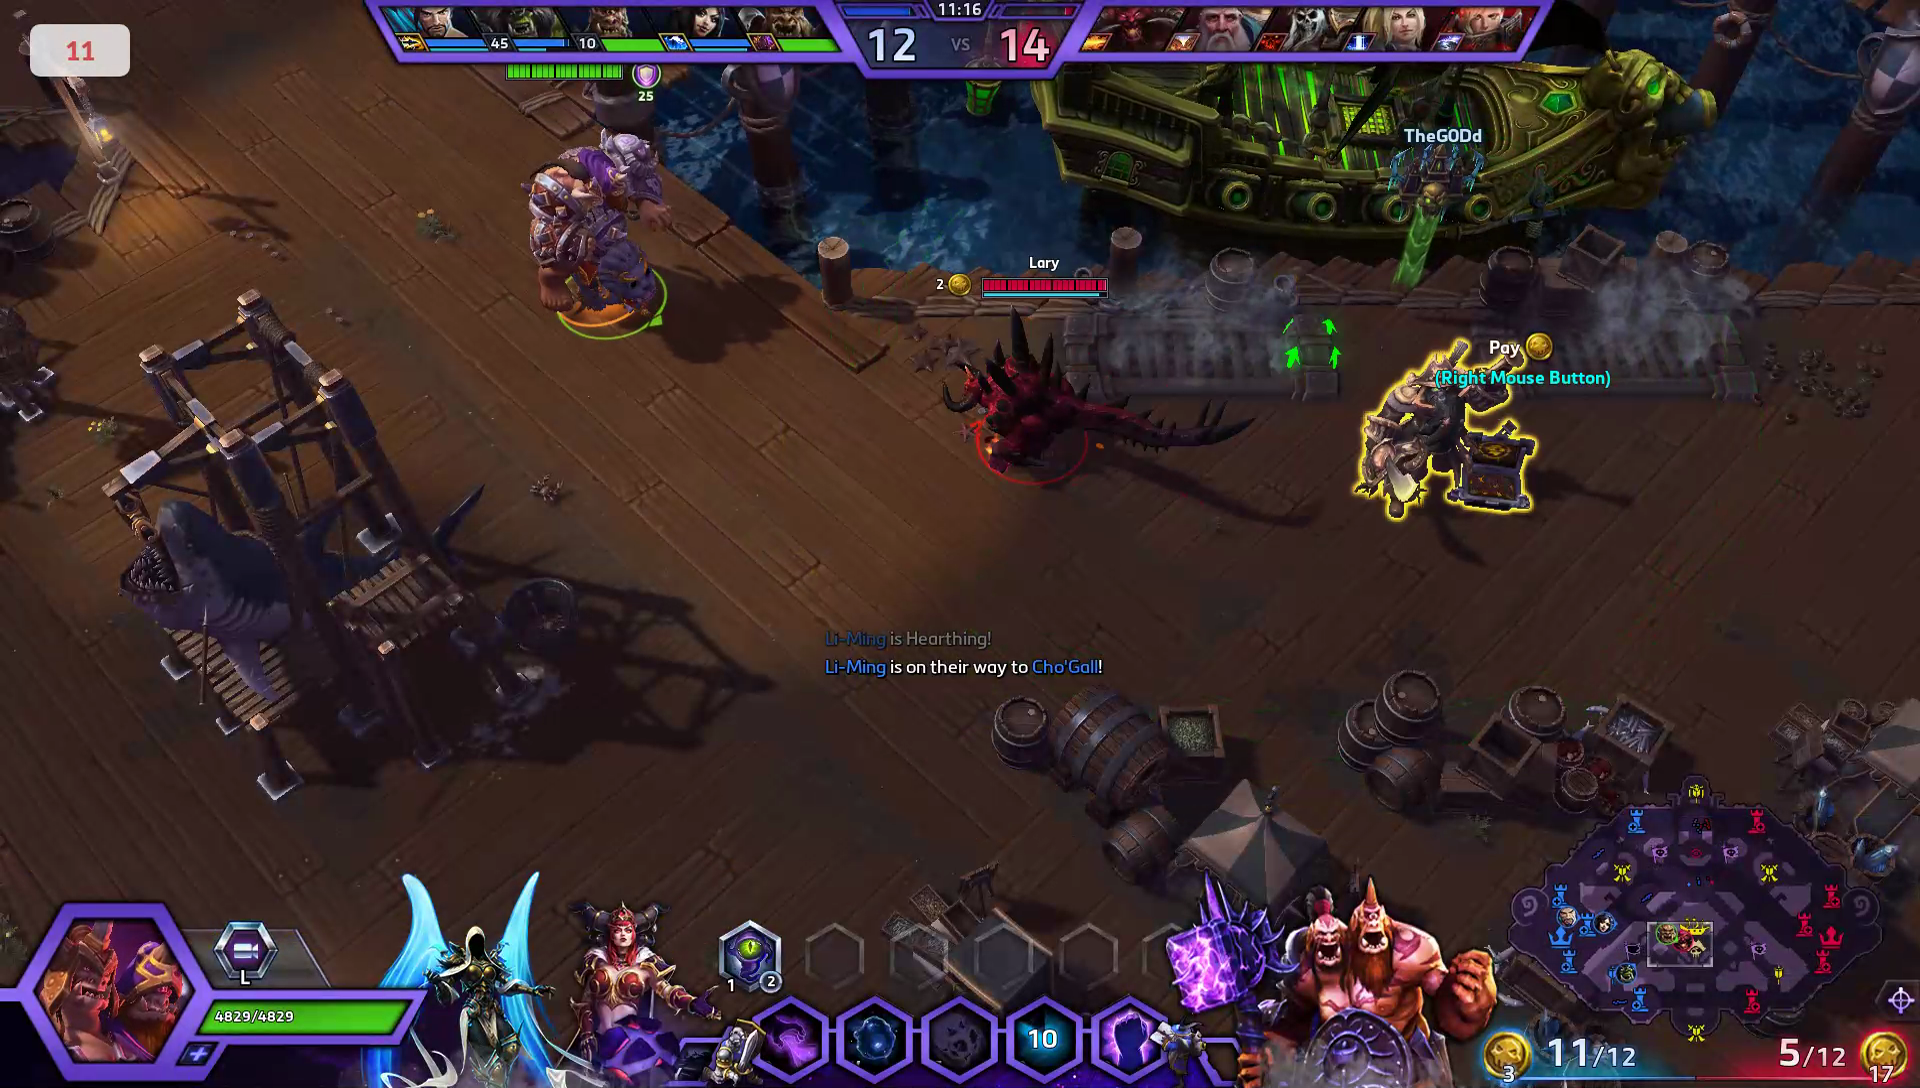 11
45
10
12
11:16
VS
14
25
TheGODd
Lary
2
Pay
(Right Mouse Button)
Li-Ming is Hearthing!
Li-Ming is on their way to Cho'Gall!
L
4829/4829
1
2
10
11/12
3
5/12
17